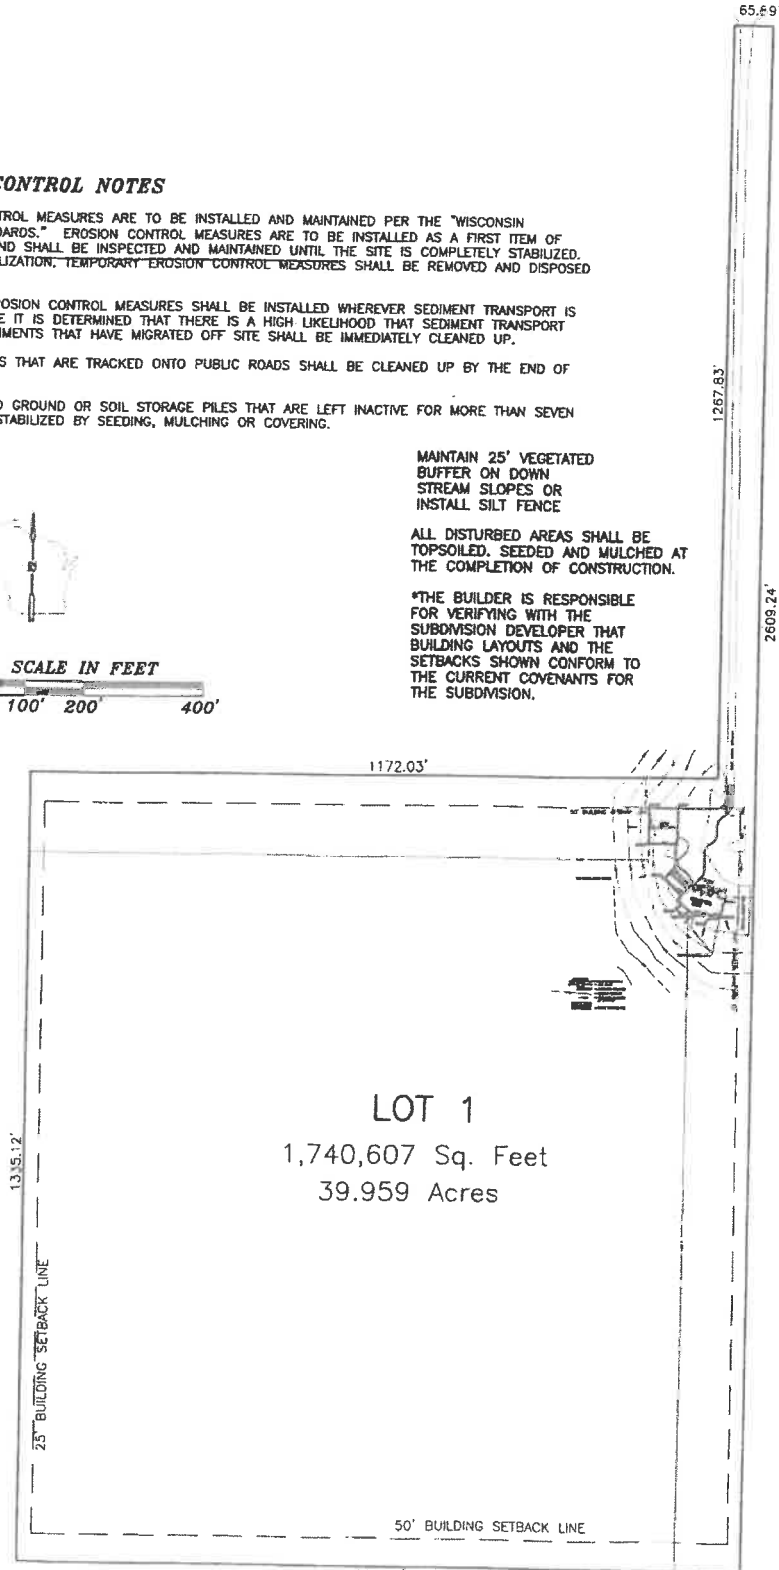 65.69
CONTROL NOTES
TROL MEASURES ARE TO BE INSTALLED AND MAINTAINED PER THE "WISCONSIN
DARDS." EROSION CONTROL MEASURES ARE TO BE INSTALLED AS A FIRST ITEM OF
ND SHALL BE INSPECTED AND MAINTAINED UNTIL THE SITE IS COMPLETELY STABILIZED.
LIZATION, TEMPORARY EROSION CONTROL MEASURES SHALL BE REMOVED AND DISPOSED
OSION CONTROL MEASURES SHALL BE INSTALLED WHEREVER SEDIMENT TRANSPORT IS
E IT IS DETERMINED THAT THERE IS A HIGH LIKELIHOOD THAT SEDIMENT TRANSPORT
IMENTS THAT HAVE MIGRATED OFF SITE SHALL BE IMMEDIATELY CLEANED UP.
S THAT ARE TRACKED ONTO PUBLIC ROADS SHALL BE CLEANED UP BY THE END OF
D GROUND OR SOIL STORAGE PILES THAT ARE LEFT INACTIVE FOR MORE THAN SEVEN
STABILIZED BY SEEDING, MULCHING OR COVERING.
1267.83'
MAINTAIN 25' VEGETATED
BUFFER ON DOWN
STREAM SLOPES OR
INSTALL SILT FENCE
ALL DISTURBED AREAS SHALL BE
TOPSOILED, SEEDED AND MULCHED AT
THE COMPLETION OF CONSTRUCTION.
*THE BUILDER IS RESPONSIBLE
FOR VERIFYING WITH THE
SUBDIVISION DEVELOPER THAT
BUILDING LAYOUTS AND THE
SETBACKS SHOWN CONFORM TO
THE CURRENT COVENANTS FOR
THE SUBDIVISION.
2609.24'
SCALE IN FEET
100' 200' 400'
1172.03'
LOT 1
1,740,607 Sq. Feet
39.959 Acres
1335.12'
25' BUILDING SETBACK LINE
50' BUILDING SETBACK LINE